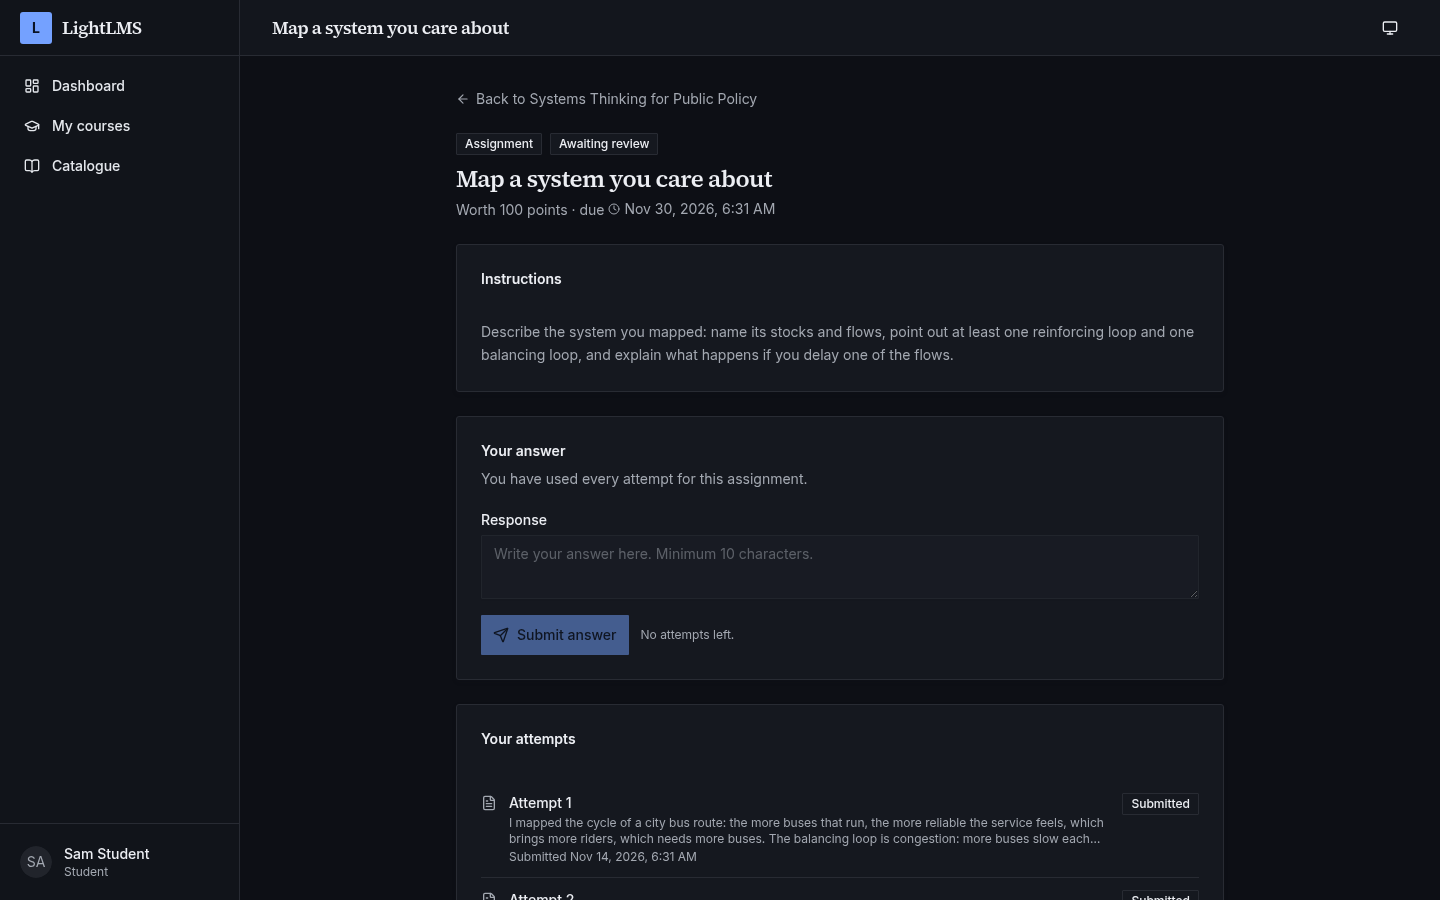 L
LightLMS
Map a system you care about
Dashboard
My courses
Catalogue
Back to Systems Thinking for Public Policy
Assignment
Awaiting review
Map a system you care about
Worth 100 points · due Nov 30, 2026, 6:31 AM
Instructions
Describe the system you mapped: name its stocks and flows, point out at least one reinforcing loop and one
balancing loop, and explain what happens if you delay one of the flows.
Your answer
You have used every attempt for this assignment.
Response
Write your answer here. Minimum 10 characters.
Submit answer
No attempts left.
Your attempts
Attempt 1
Submitted
I mapped the cycle of a city bus route: the more buses that run, the more reliable the service feels, which
brings more riders, which needs more buses. The balancing loop is congestion: more buses slow each...
Submitted Nov 14, 2026, 6:31 AM
Attempt 2
Submitted
SA
Sam Student
Student